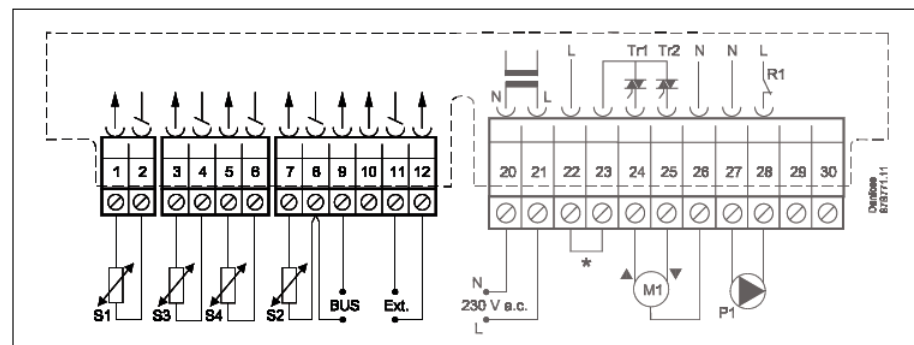 L Tr1 Tr2 N N L
N L R1
1 2 3 4 5 6 7 8 9 10 11 12
20 21 22 23 24 25 26 27 28 29 30
Danfoss
878771.11
*
N
230 V a.c.
L
M1
P1
S1 S3 S4 S2
BUS
Ext.